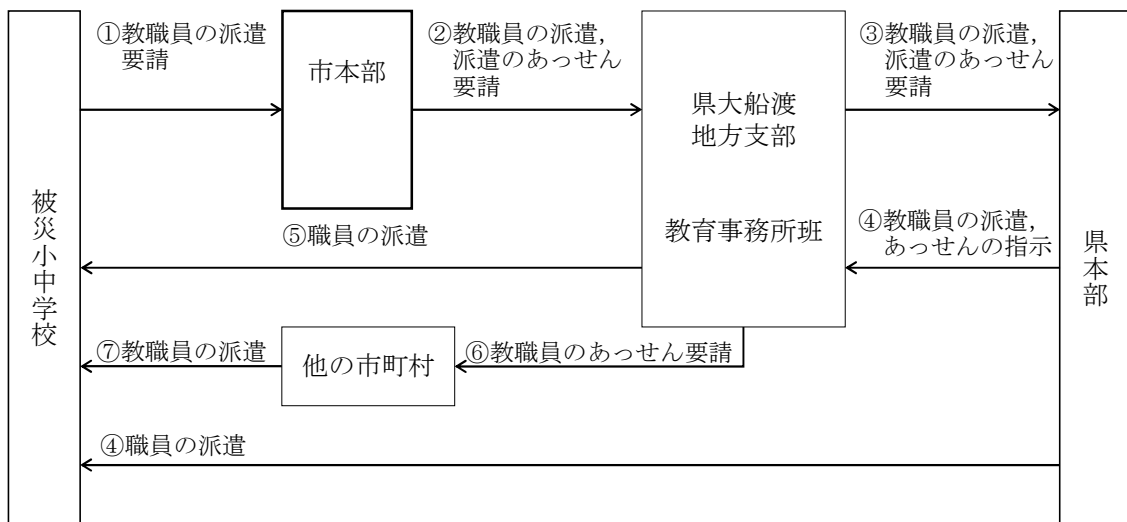 ①教職員の派遣
要請
市本部
②教職員の派遣,
派遣のあっせん
要請
県大船渡
地方支部
教育事務所班
③教職員の派遣,
派遣のあっせん
要請
被災小中学校
⑤職員の派遣
④教職員の派遣,
あっせんの指示
県本部
⑦教職員の派遣
他の市町村
⑥教職員のあっせん要請
④職員の派遣